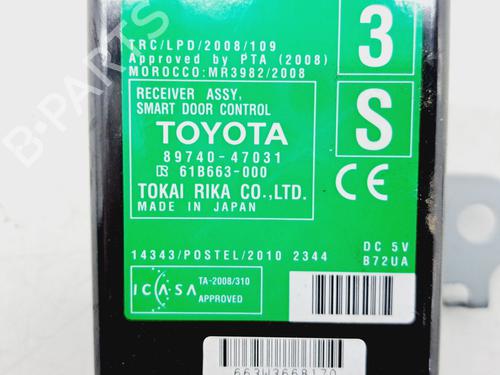 TRC/LPD/2008/109
Approved by PTA (2008)
MOROCCO:MR3982/2008
3
RECEIVER ASSY,
SMART DOOR CONTROL
TOYOTA
89740-47031
61B663-000
TOKAI RIKA CO.,LTD.
MADE IN JAPAN
S
CE
14343/POSTEL/2010 2344
DC 5V
B72UA
ICASA
TA-2008/310
APPROVED
663W3668170
B-PARTS